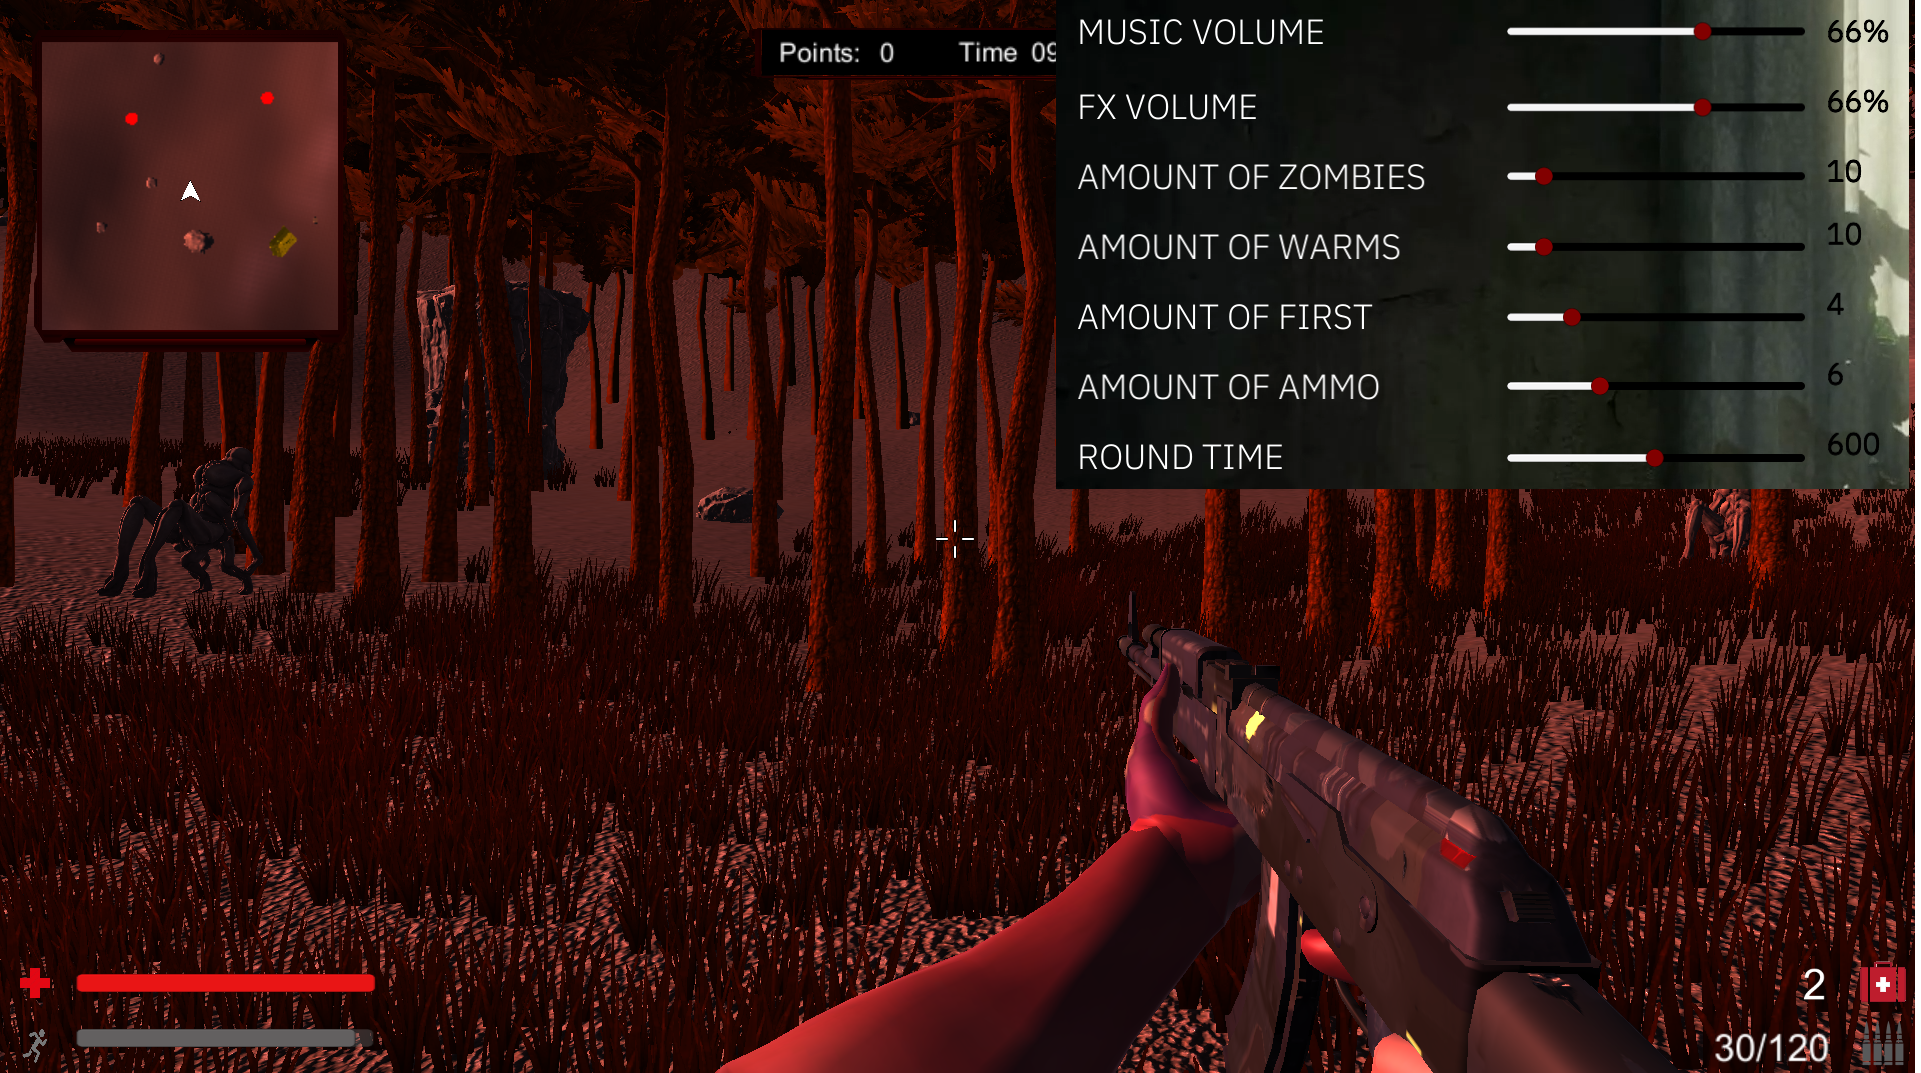 Points: 0 Time 09
MUSIC VOLUME 66%
FX VOLUME 66%
AMOUNT OF ZOMBIES 10
AMOUNT OF WARMS 10
AMOUNT OF FIRST 4
AMOUNT OF AMMO 6
ROUND TIME 600
2
30/120